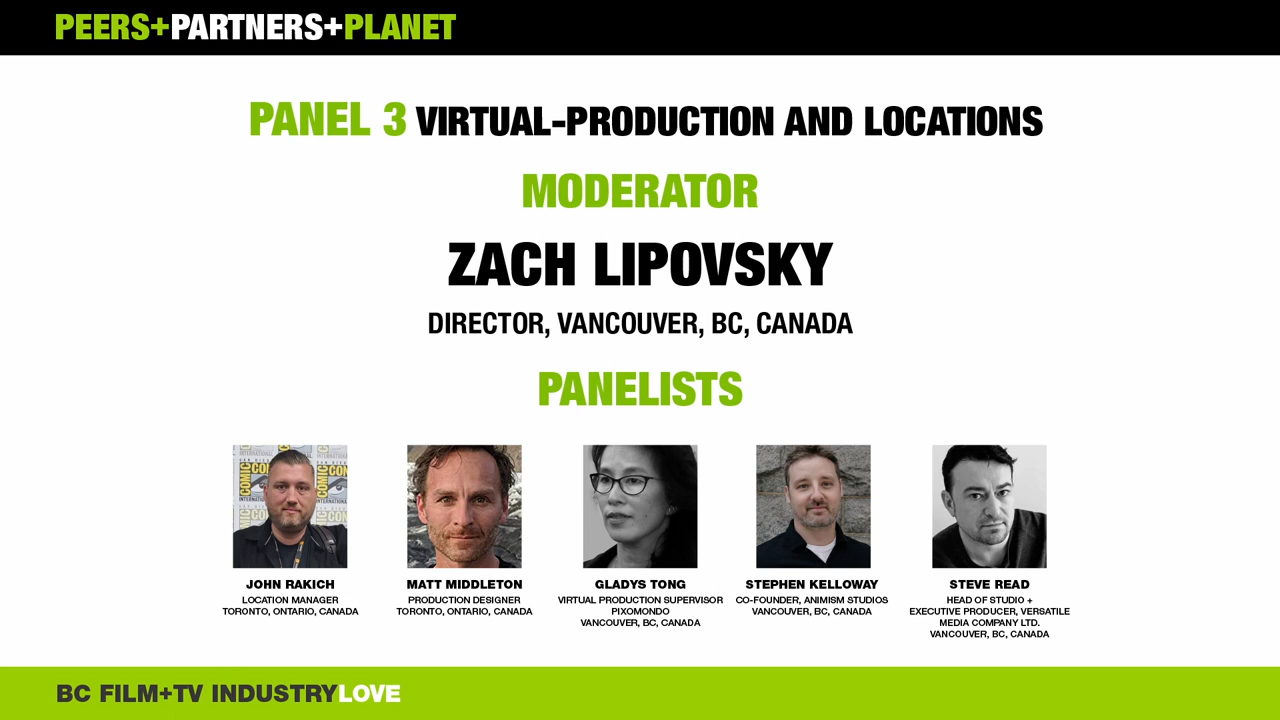 PEERS+PARTNERS+PLANET
PANEL 3 VIRTUAL-PRODUCTION AND LOCATIONS
MODERATOR
ZACH LIPOVSKY
DIRECTOR, VANCOUVER, BC, CANADA
PANELISTS
JOHN RAKICH
LOCATION MANAGER
TORONTO, ONTARIO, CANADA
MATT MIDDLETON
PRODUCTION DESIGNER
TORONTO, ONTARIO, CANADA
GLADYS TONG
VIRTUAL PRODUCTION SUPERVISOR
PIXOMONDO
VANCOUVER, BC, CANADA
STEPHEN KELLOWAY
CO-FOUNDER, ANIMISM STUDIOS
VANCOUVER, BC, CANADA
STEVE READ
HEAD OF STUDIO +
EXECUTIVE PRODUCER, VERSATILE
MEDIA COMPANY LTD.
VANCOUVER, BC, CANADA
BC FILM+TV INDUSTRYLOVE